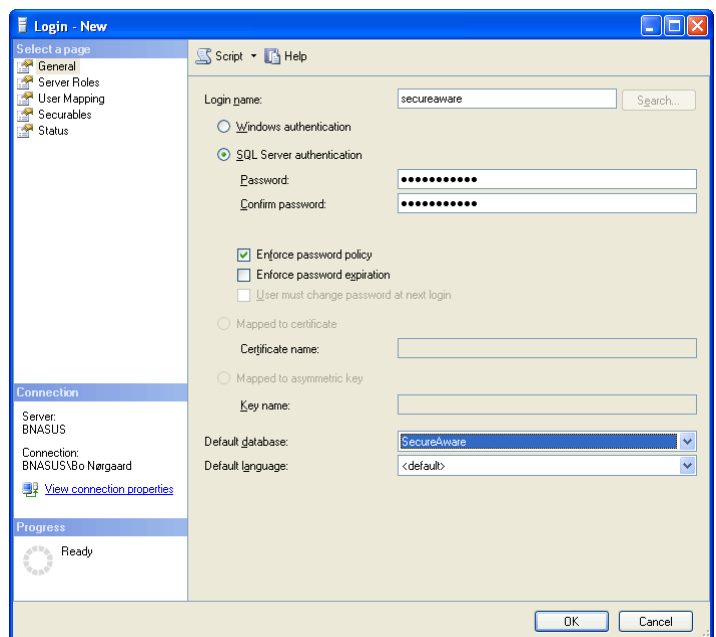 Login - New
Select a page
General
Server Roles
User Mapping
Securables
Status
Script Help
Login name: secureaware Search...
Windows authentication
SQL Server authentication
Password: ●●●●●●●●●●●
Confirm password: ●●●●●●●●●●●
Enforce password policy
Enforce password expiration
User must change password at next login
Mapped to certificate
Certificate name:
Mapped to asymmetric key
Key name:
Default database: SecureAware
Default language: <default>
Connection
Server:
BNASUS
Connection:
BNASUS\Bo Nørgaard
View connection properties
Progress
Ready
OK Cancel